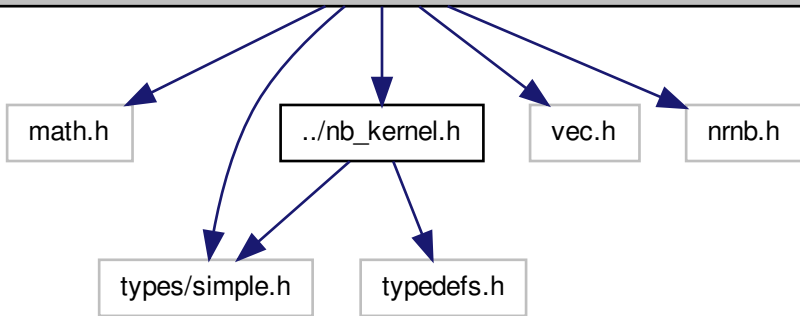 math.h
../nb_kernel.h
vec.h
nrnb.h
types/simple.h
typedefs.h